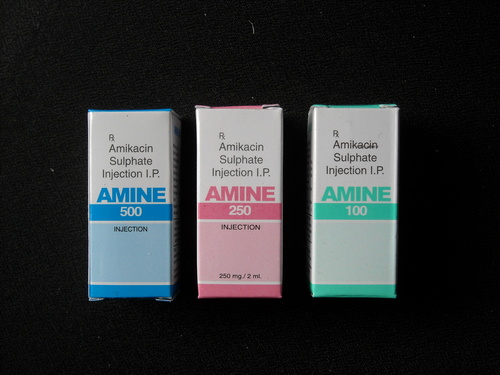 ℞
Amikacin
Sulphate
Injection I.P.
AMINE
500
INJECTION
℞
Amikacin
Sulphate
Injection I.P.
AMINE
250
INJECTION
250 mg./ 2 ml.
℞
Amikacin
Sulphate
Injection I.P.
AMINE
100